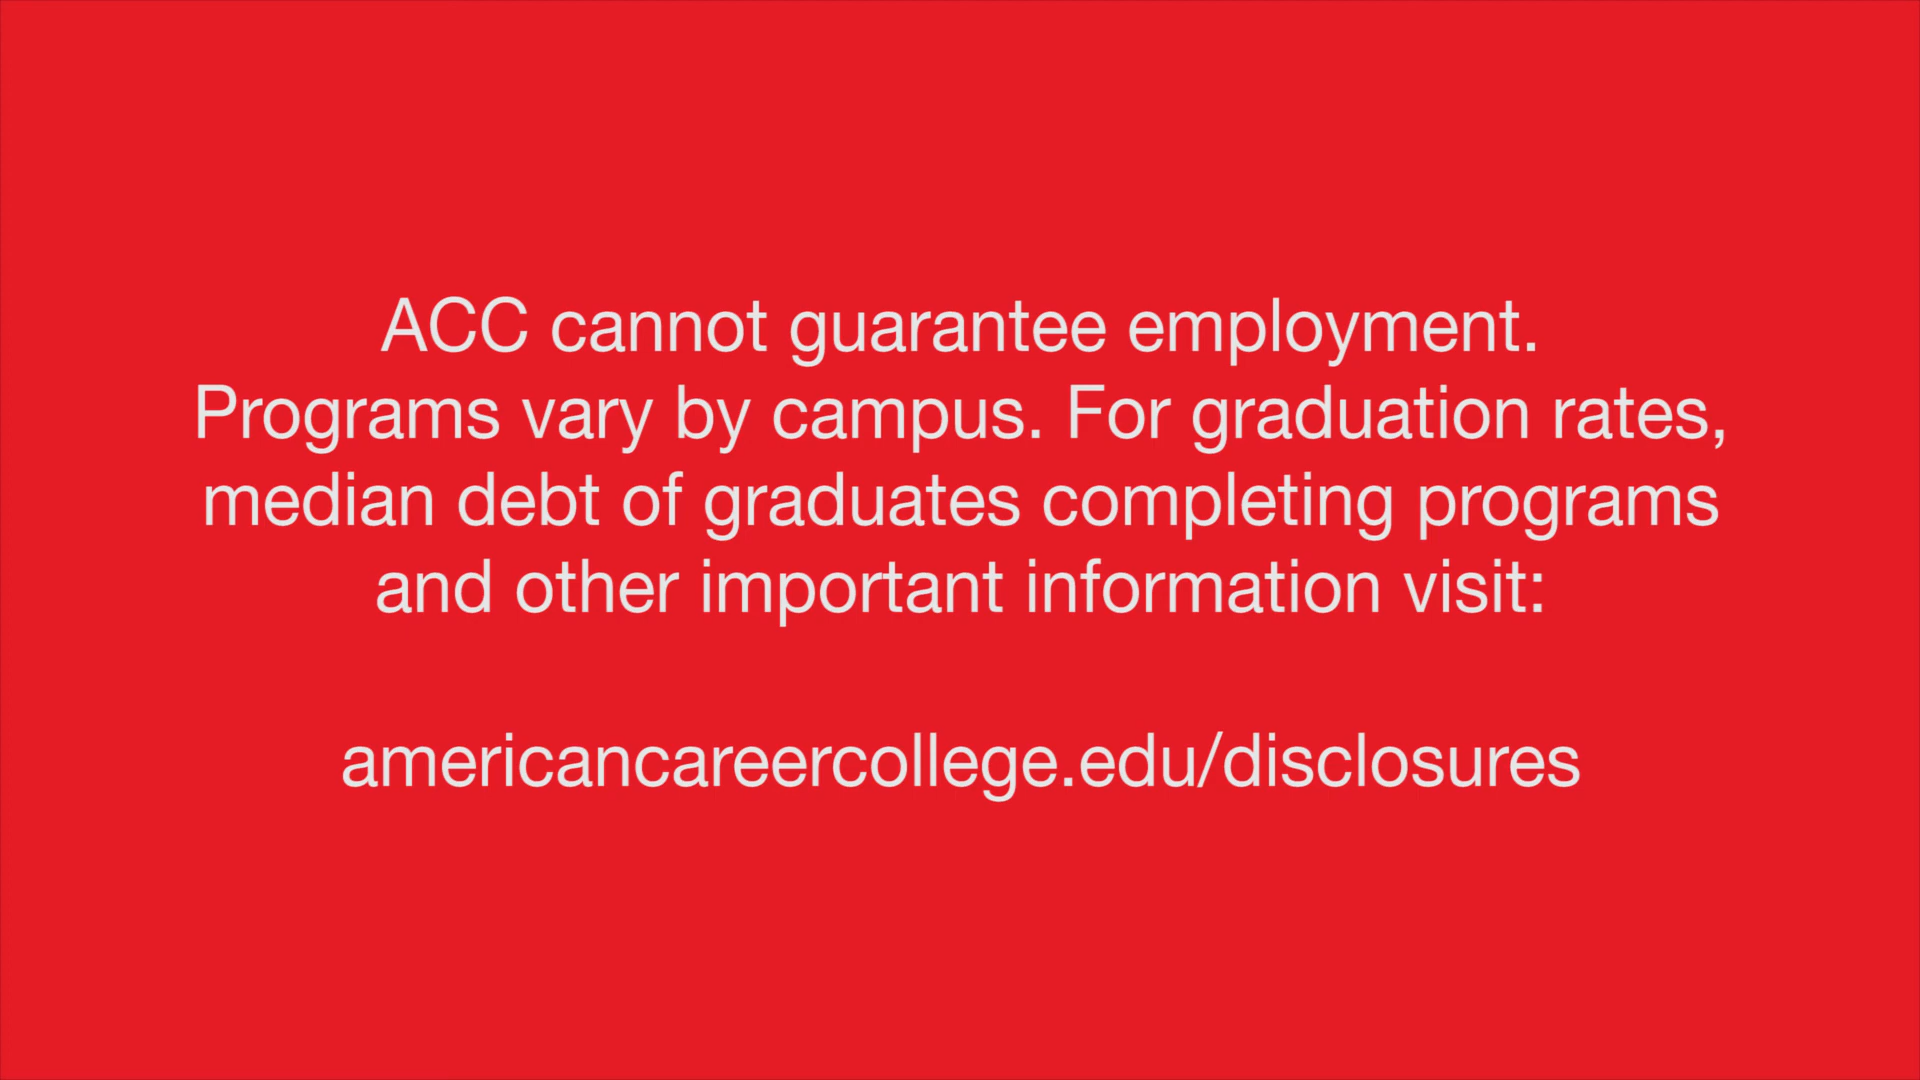 ACC cannot guarantee employment.
Programs vary by campus. For graduation rates,
median debt of graduates completing programs
and other important information visit:
americancareercollege.edu/disclosures